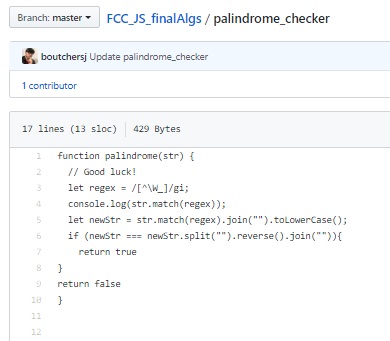 Branch: master FCC_JS_finalAlgs / palindrome_checker
boutchersj Update palindrome_checker
1 contributor
17 lines (13 sloc) 429 Bytes
1 function palindrome(str) {
2 // Good luck!
3 let regex = /[^\W_]/gi;
4 console.log(str.match(regex));
5 let newStr = str.match(regex).join("").toLowerCase();
6 if (newStr === newStr.split("").reverse().join("")){
7 return true
8 }
9 return false
10 }
11
12